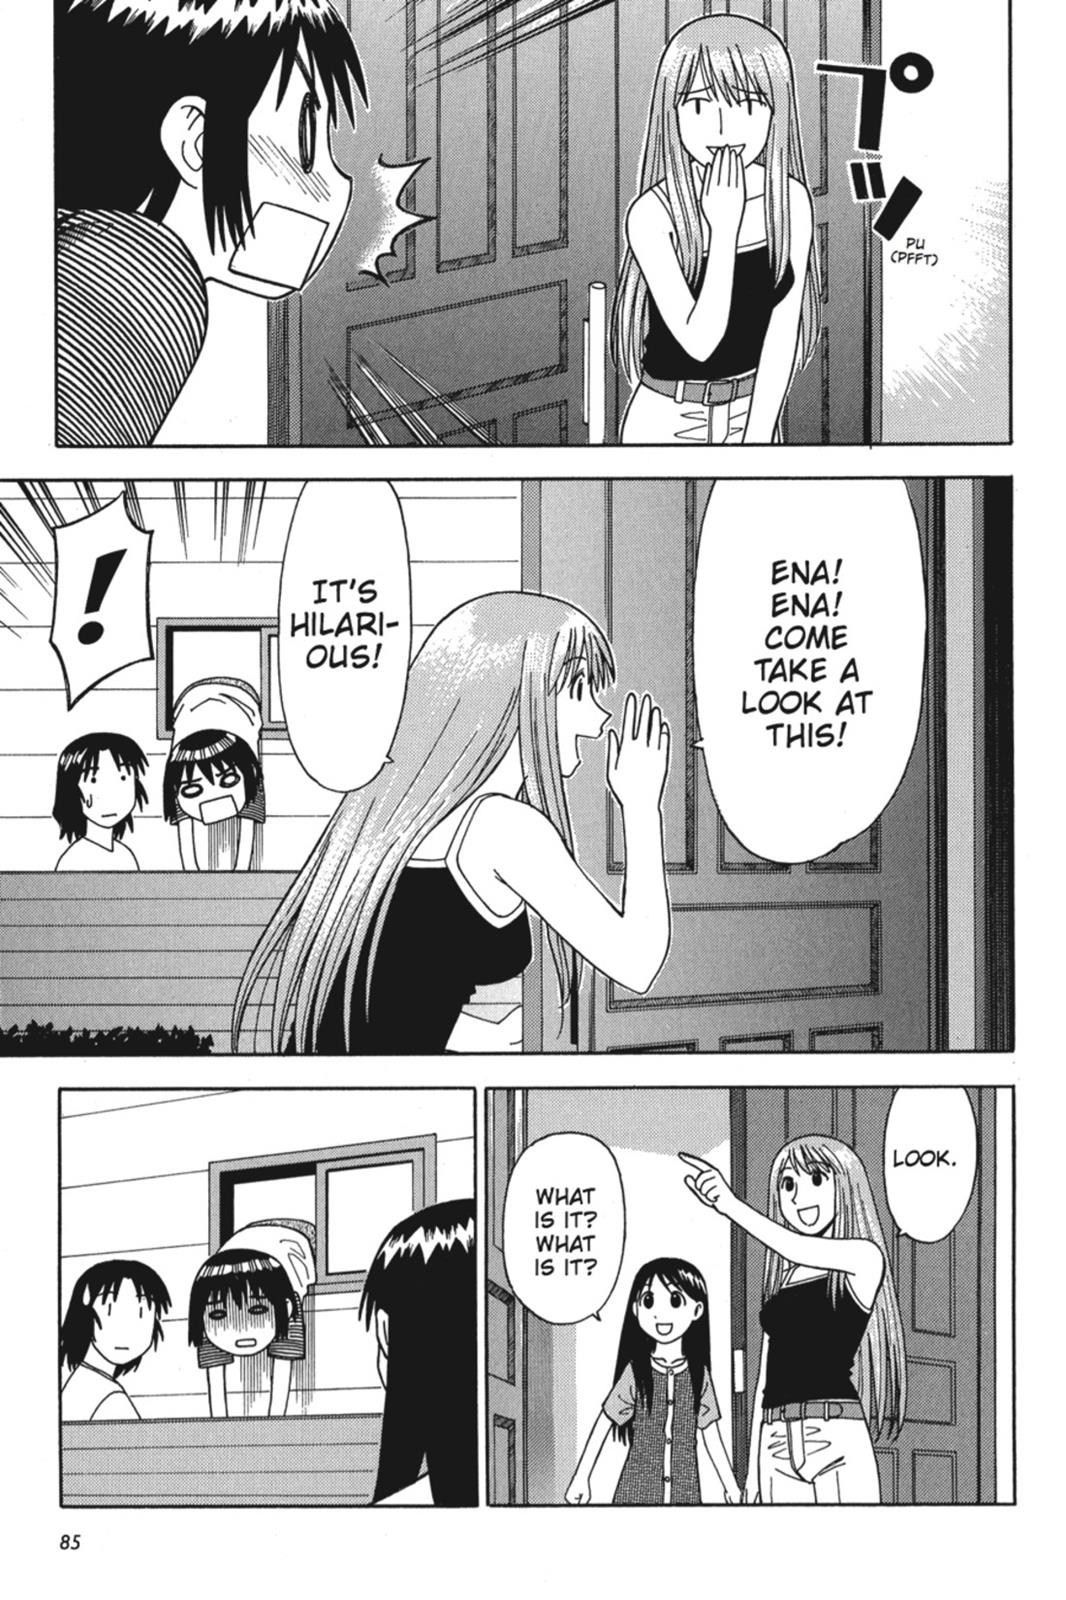 プッ
PU
(PFFT)
ENA!
ENA!
COME
TAKE A
LOOK AT
THIS!
IT'S
HILARI-
OUS!
!
LOOK.
WHAT
IS IT?
WHAT
IS IT?
85